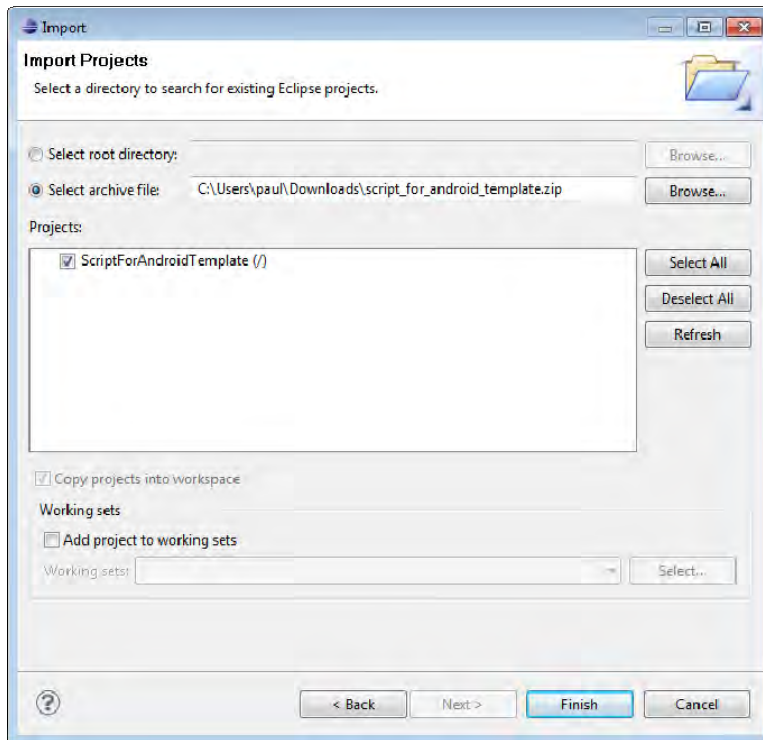 Import
Import Projects
Select a directory to search for existing Eclipse projects.
Select root directory:
Browse...
Select archive file: C:\Users\paul\Downloads\script_for_android_template.zip
Browse...
Projects:
ScriptForAndroidTemplate (/)
Select All
Deselect All
Refresh
Copy projects into workspace
Working sets
Add project to working sets
Working sets:
Select...
?
< Back
Next >
Finish
Cancel